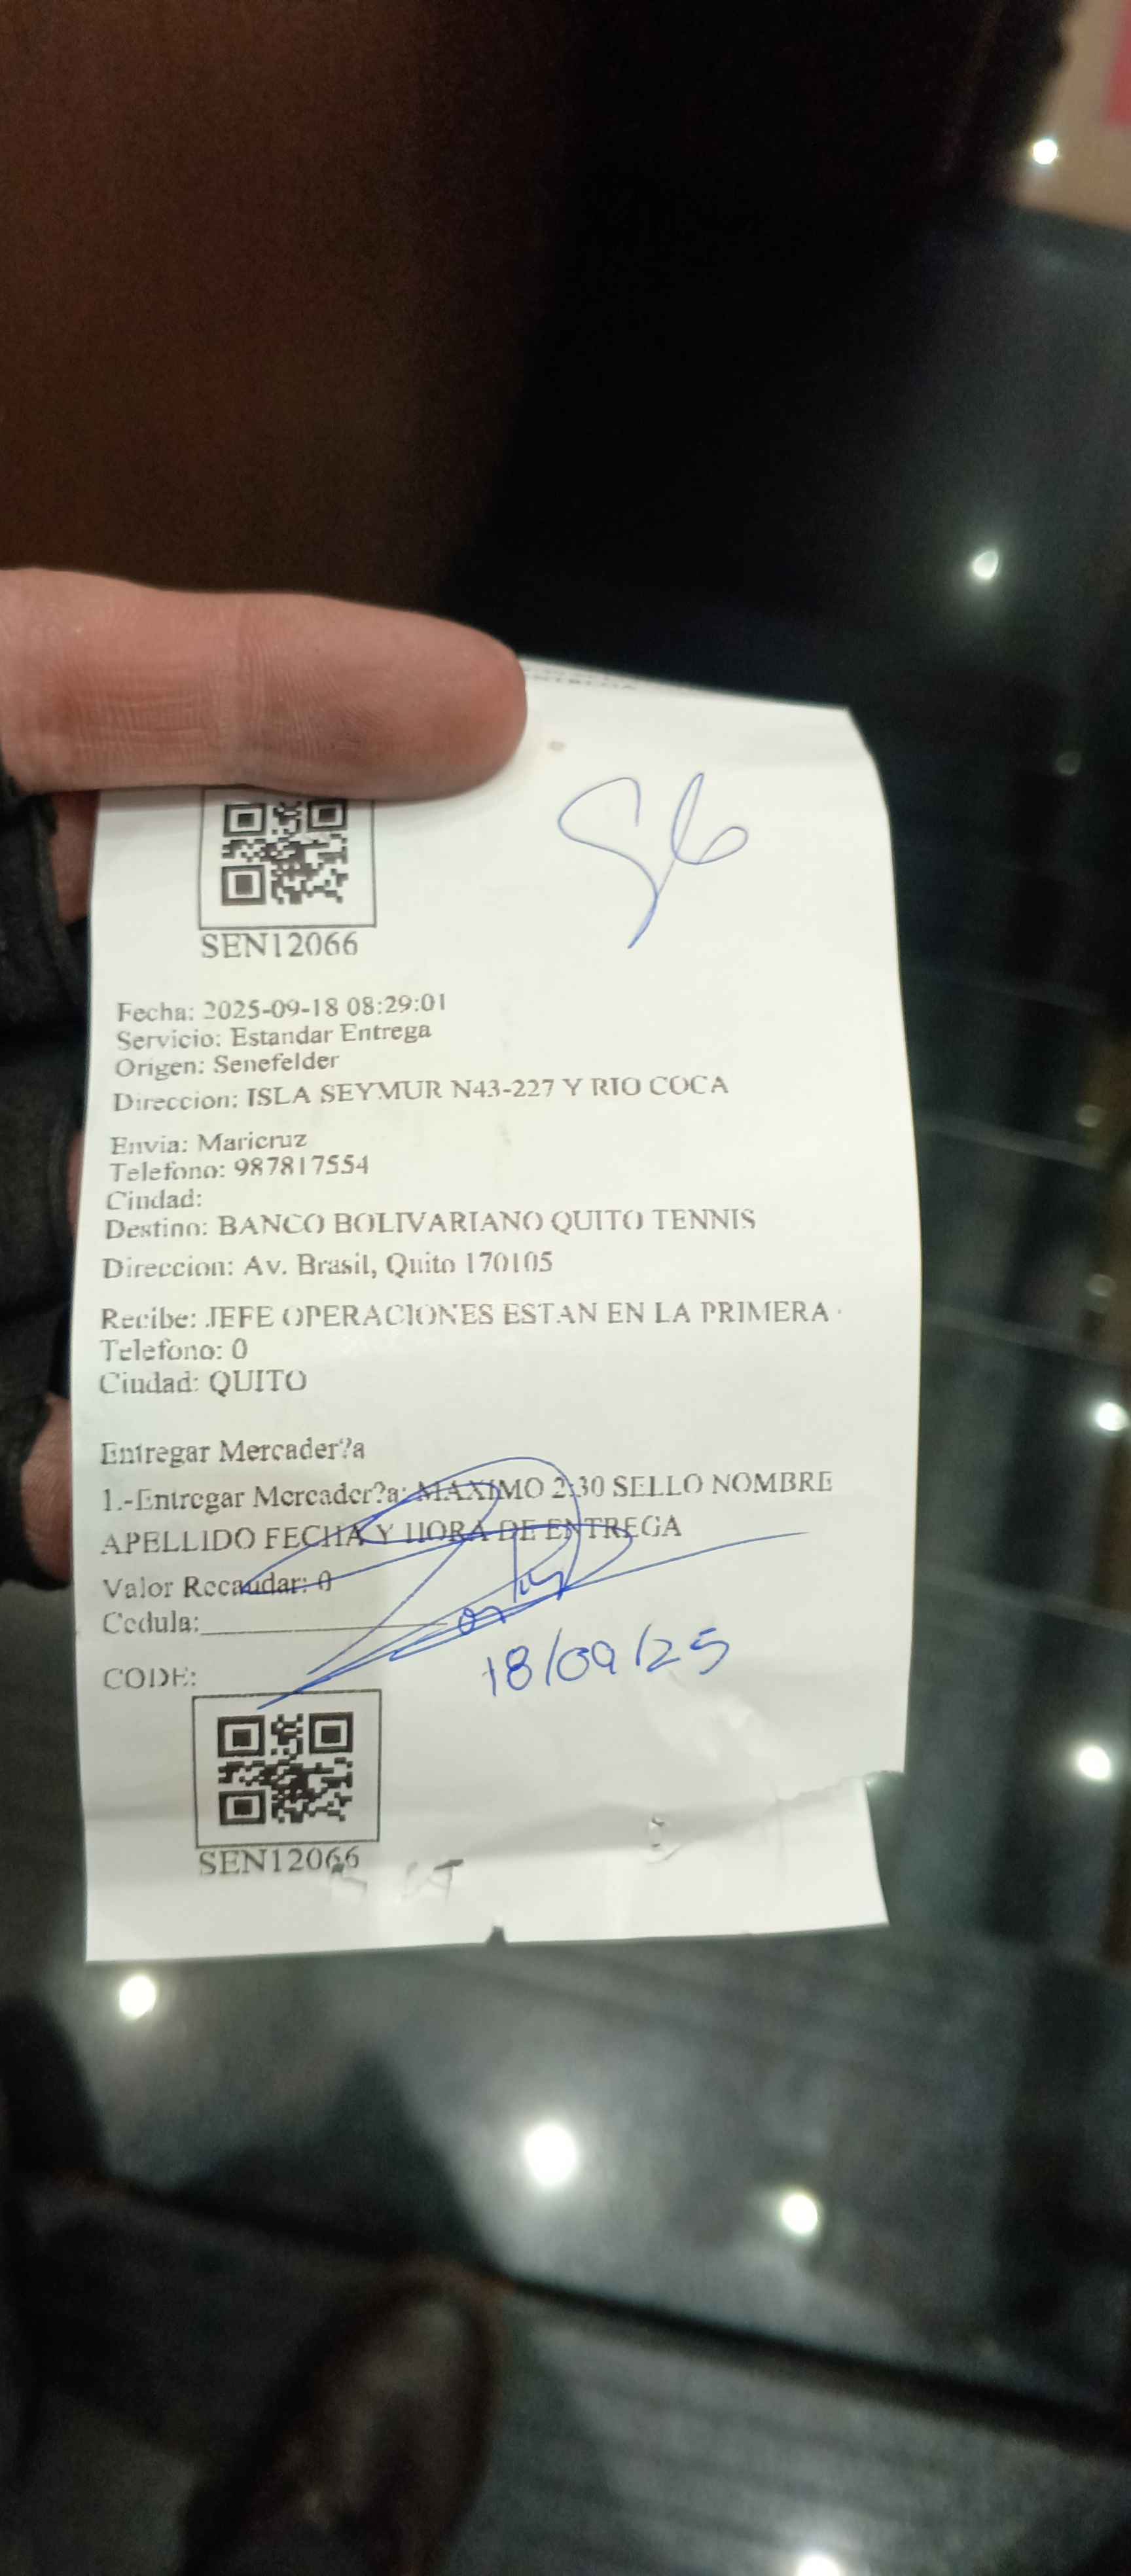 SEN12066
Fecha: 2025-09-18 08:29:01
Servicio: Estandar Entrega
Origen: Senefelder
Direccion: ISLA SEYMUR N43-227 Y RIO COCA
Envia: Maricruz
Telefono: 987817554
Ciudad:
Destino: BANCO BOLIVARIANO QUITO TENNIS
Direccion: Av. Brasil, Quito 170105
Recibe: JEFE OPERACIONES ESTAN EN LA PRIMERA
Telefono: 0
Ciudad: QUITO
Entregar Mercader?a
1.-Entregar Mercader?a: MAXIMO 2:30 SELLO NOMBRE
APELLIDO FECHA Y HORA DE ENTREGA
Valor Recaudar: 0
Cedula:
18/09/25
CODE:
SEN12066